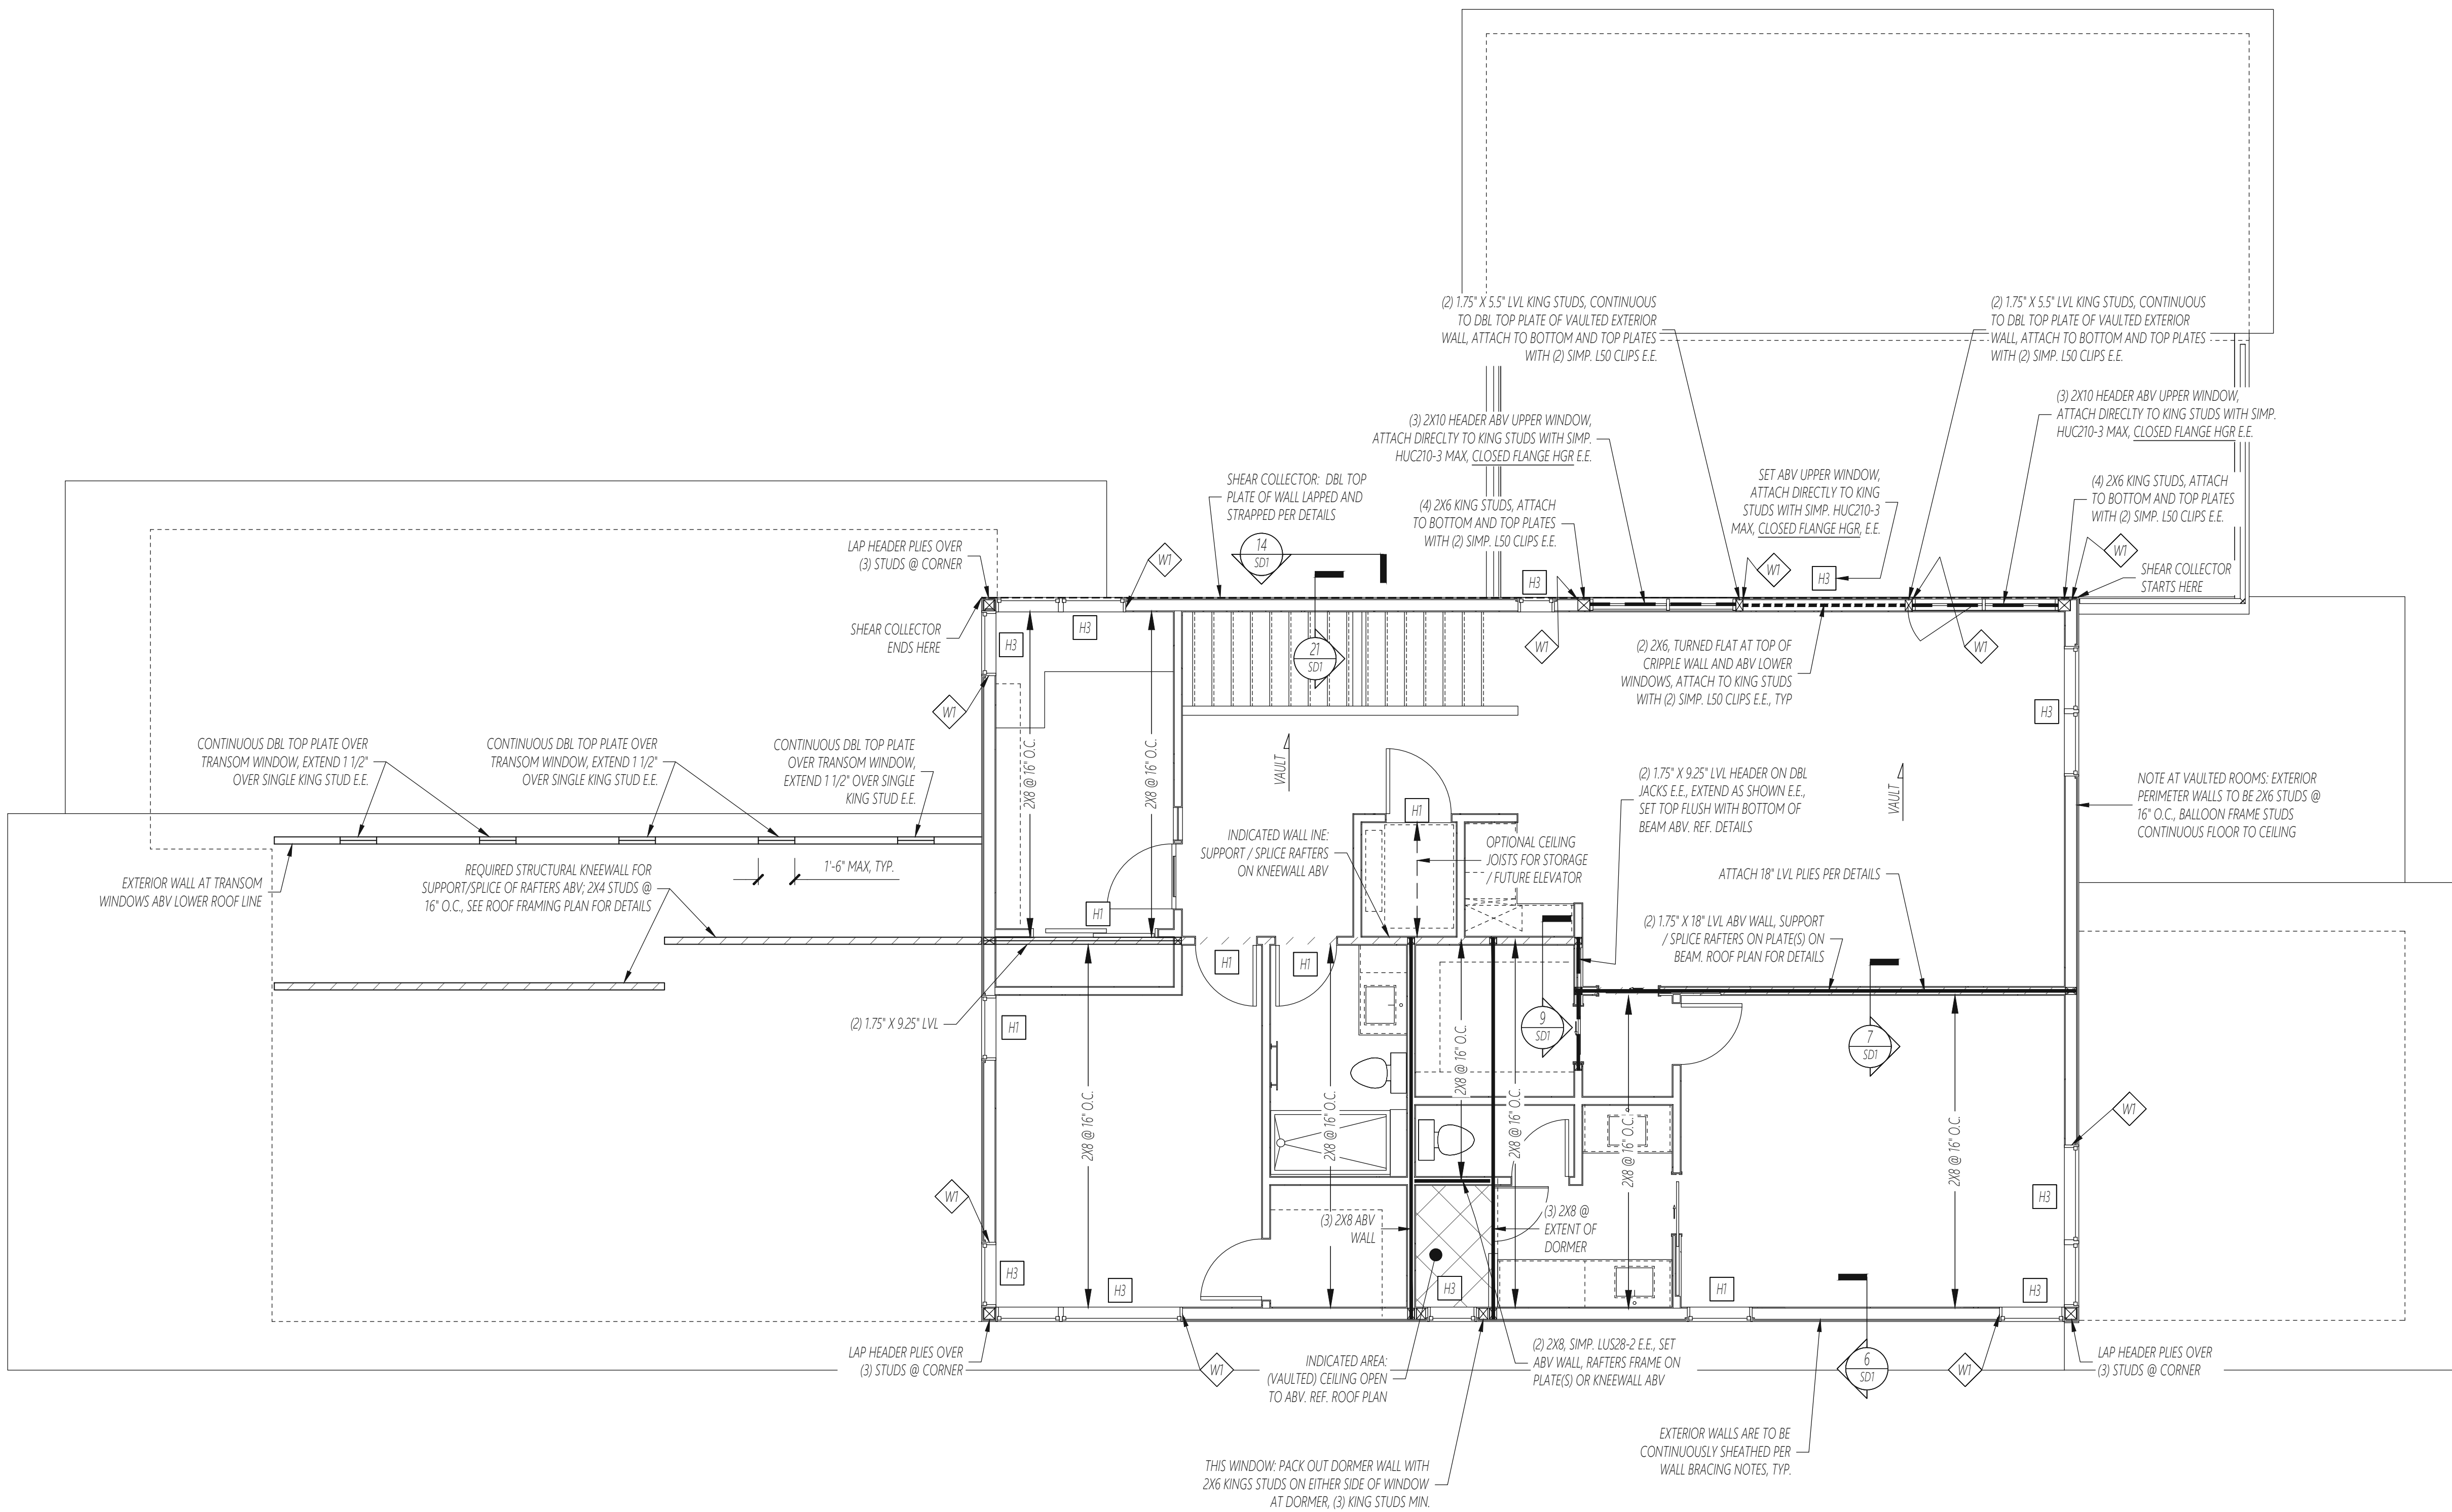 (2) 1.75" X 5.5" LVL KING STUDS, CONTINUOUS
TO DBL TOP PLATE OF VAULTED EXTERIOR
WALL, ATTACH TO BOTTOM AND TOP PLATES
WITH (2) SIMP. L50 CLIPS E.E.
(2) 1.75" X 5.5" LVL KING STUDS, CONTINUOUS
TO DBL TOP PLATE OF VAULTED EXTERIOR
WALL, ATTACH TO BOTTOM AND TOP PLATES
WITH (2) SIMP. L50 CLIPS E.E.
(3) 2X10 HEADER ABV UPPER WINDOW,
ATTACH DIRECLTY TO KING STUDS WITH SIMP.
HUC210-3 MAX, CLOSED FLANGE HGR E.E.
(3) 2X10 HEADER ABV UPPER WINDOW,
ATTACH DIRECLTY TO KING STUDS WITH SIMP.
HUC210-3 MAX, CLOSED FLANGE HGR E.E.
SHEAR COLLECTOR: DBL TOP
PLATE OF WALL LAPPED AND
STRAPPED PER DETAILS
(4) 2X6 KING STUDS, ATTACH
TO BOTTOM AND TOP PLATES
WITH (2) SIMP. L50 CLIPS E.E.
SET ABV UPPER WINDOW,
ATTACH DIRECTLY TO KING
STUDS WITH SIMP. HUC210-3
MAX, CLOSED FLANGE HGR, E.E.
(4) 2X6 KING STUDS, ATTACH
TO BOTTOM AND TOP PLATES
WITH (2) SIMP. L50 CLIPS E.E.
LAP HEADER PLIES OVER
(3) STUDS @ CORNER
W1
14
SD1
H3
W1
H3
W1
SHEAR COLLECTOR
STARTS HERE
SHEAR COLLECTOR
ENDS HERE
H3
H3
21
SD1
W1
(2) 2X6, TURNED FLAT AT TOP OF
CRIPPLE WALL AND ABV LOWER
WINDOWS, ATTACH TO KING STUDS
WITH (2) SIMP. L50 CLIPS E.E., TYP
W1
H3
W1
CONTINUOUS DBL TOP PLATE OVER
TRANSOM WINDOW, EXTEND 1 1/2"
OVER SINGLE KING STUD E.E.
CONTINUOUS DBL TOP PLATE OVER
TRANSOM WINDOW, EXTEND 1 1/2"
OVER SINGLE KING STUD E.E.
CONTINUOUS DBL TOP PLATE
OVER TRANSOM WINDOW,
EXTEND 1 1/2" OVER SINGLE
KING STUD E.E.
2X8 @ 16" O.C.
2X8 @ 16" O.C.
VAULT
(2) 1.75" X 9.25" LVL HEADER ON DBL
JACKS E.E., EXTEND AS SHOWN E.E.,
SET TOP FLUSH WITH BOTTOM OF
BEAM ABV. REF. DETAILS
VAULT
NOTE AT VAULTED ROOMS: EXTERIOR
PERIMETER WALLS TO BE 2X6 STUDS @
16" O.C., BALLOON FRAME STUDS
CONTINUOUS FLOOR TO CEILING
H1
INDICATED WALL LINE:
SUPPORT / SPLICE RAFTERS
ON KNEEWALL ABV
OPTIONAL CEILING
JOISTS FOR STORAGE
/ FUTURE ELEVATOR
EXTERIOR WALL AT TRANSOM
WINDOWS ABV LOWER ROOF LINE
REQUIRED STRUCTURAL KNEEWALL FOR
SUPPORT/SPLICE OF RAFTERS ABV; 2X4 STUDS @
16" O.C., SEE ROOF FRAMING PLAN FOR DETAILS
1'-6" MAX, TYP.
ATTACH 18" LVL PLIES PER DETAILS
H1
(2) 1.75" X 18" LVL ABV WALL, SUPPORT
/ SPLICE RAFTERS ON PLATE(S) ON
BEAM. ROOF PLAN FOR DETAILS
H1
H1
(2) 1.75" X 9.25" LVL
H1
9
SD1
7
SD1
2X8 @ 16" O.C.
2X8 @ 16" O.C.
2X8 @ 16" O.C.
2X8 @ 16" O.C.
2X8 @ 16" O.C.
2X8 @ 16" O.C.
W1
W1
H3
(3) 2X8 ABV
WALL
(3) 2X8 @
EXTENT OF
DORMER
H3
H3
H3
H1
H3
LAP HEADER PLIES OVER
(3) STUDS @ CORNER
W1
INDICATED AREA:
(VAULTED) CEILING OPEN
TO ABV. REF. ROOF PLAN
(2) 2X8, SIMP. LUS28-2 E.E., SET
ABV WALL, RAFTERS FRAME ON
PLATE(S) OR KNEEWALL ABV
6
SD1
W1
LAP HEADER PLIES OVER
(3) STUDS @ CORNER
EXTERIOR WALLS ARE TO BE
CONTINUOUSLY SHEATHED PER
WALL BRACING NOTES, TYP.
THIS WINDOW: PACK OUT DORMER WALL WITH
2X6 KINGS STUDS ON EITHER SIDE OF WINDOW
AT DORMER, (3) KING STUDS MIN.